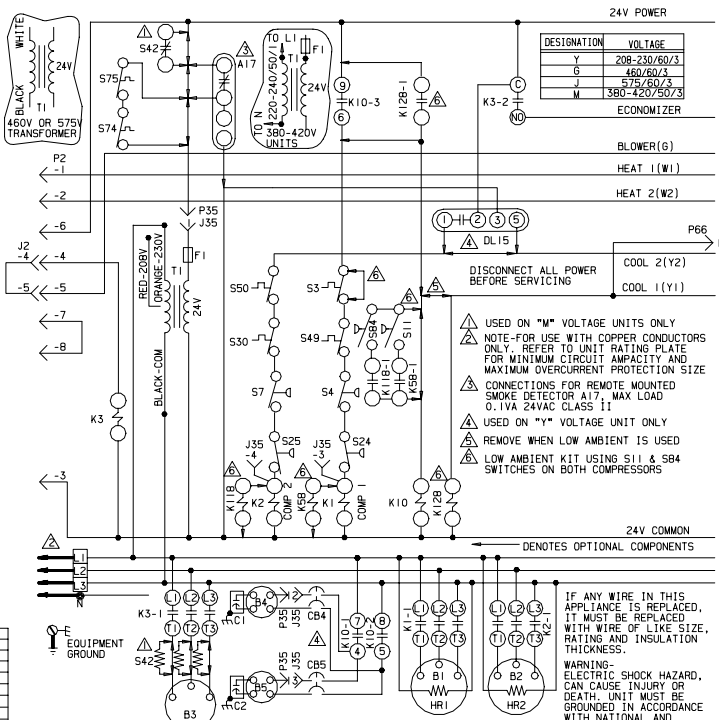 24V POWER
WHITE
BLACK
24V
T1
460V OR 575V
TRANSFORMER
S42
S75
S74
A17
TO L1
F1
T1
24V
220-240/50/1
TO N
380-420V
UNITS
9
K10-3
6
K128-1
C
K3-2
NO
DESIGNATION VOLTAGE
Y 208-230/60/3
G 460/60/3
J 575/60/3
M 380-420/50/3
ECONOMIZER
BLOWER(G)
HEAT 1(W1)
HEAT 2(W2)
P2
-1
-2
-6
J2
-4 -4
-5 -5
-7
-8
-3
P35
J35
F1
T1
24V
RED-208V
ORANGE-230V
BLACK-COM
K3
1 2 3 5
4 DL15
P66
COOL 2(Y2)
DISCONNECT ALL POWER
BEFORE SERVICING
COOL 1(Y1)
S50
S3
S30
S49
S7
S4
S84
S11
K118-1
K58-1
J35
-4
S25
J35
-3
S24
K118
K2
COMP 2
K58
K1
COMP 1
K10
K128
1 USED ON "M" VOLTAGE UNITS ONLY
2 NOTE-FOR USE WITH COPPER CONDUCTORS
ONLY. REFER TO UNIT RATING PLATE
FOR MINIMUM CIRCUIT AMPACITY AND
MAXIMUM OVERCURRENT PROTECTION SIZE
3 CONNECTIONS FOR REMOTE MOUNTED
SMOKE DETECTOR A17, MAX LOAD
0.1VA 24VAC CLASS II
4 USED ON "Y" VOLTAGE UNIT ONLY
5 REMOVE WHEN LOW AMBIENT IS USED
6 LOW AMBIENT KIT USING S11 & S84
SWITCHES ON BOTH COMPRESSORS
24V COMMON
DENOTES OPTIONAL COMPONENTS
2
L1
L2
L3
N
EQUIPMENT
GROUND
L1 L2 L3
K3-1
T1 T2 T3
1
S42
B3
C1
B4
P35
12
J35
CB4
4
C2
B5
P35
13
J35
CB5
7 8
K10-1
K10-2
4 5
K1-1
L1 L2 L3
T1 T2 T3
B1
HR1
L1 L2 L3
K2-1
T1 T2 T3
B2
HR2
IF ANY WIRE IN THIS
APPLIANCE IS REPLACED,
IT MUST BE REPLACED
WITH WIRE OF LIKE SIZE,
RATING AND INSULATION
THICKNESS.
WARNING-
ELECTRIC SHOCK HAZARD,
CAN CAUSE INJURY OR
DEATH. UNIT MUST BE
GROUNDED IN ACCORDANCE
WITH NATIONAL AND